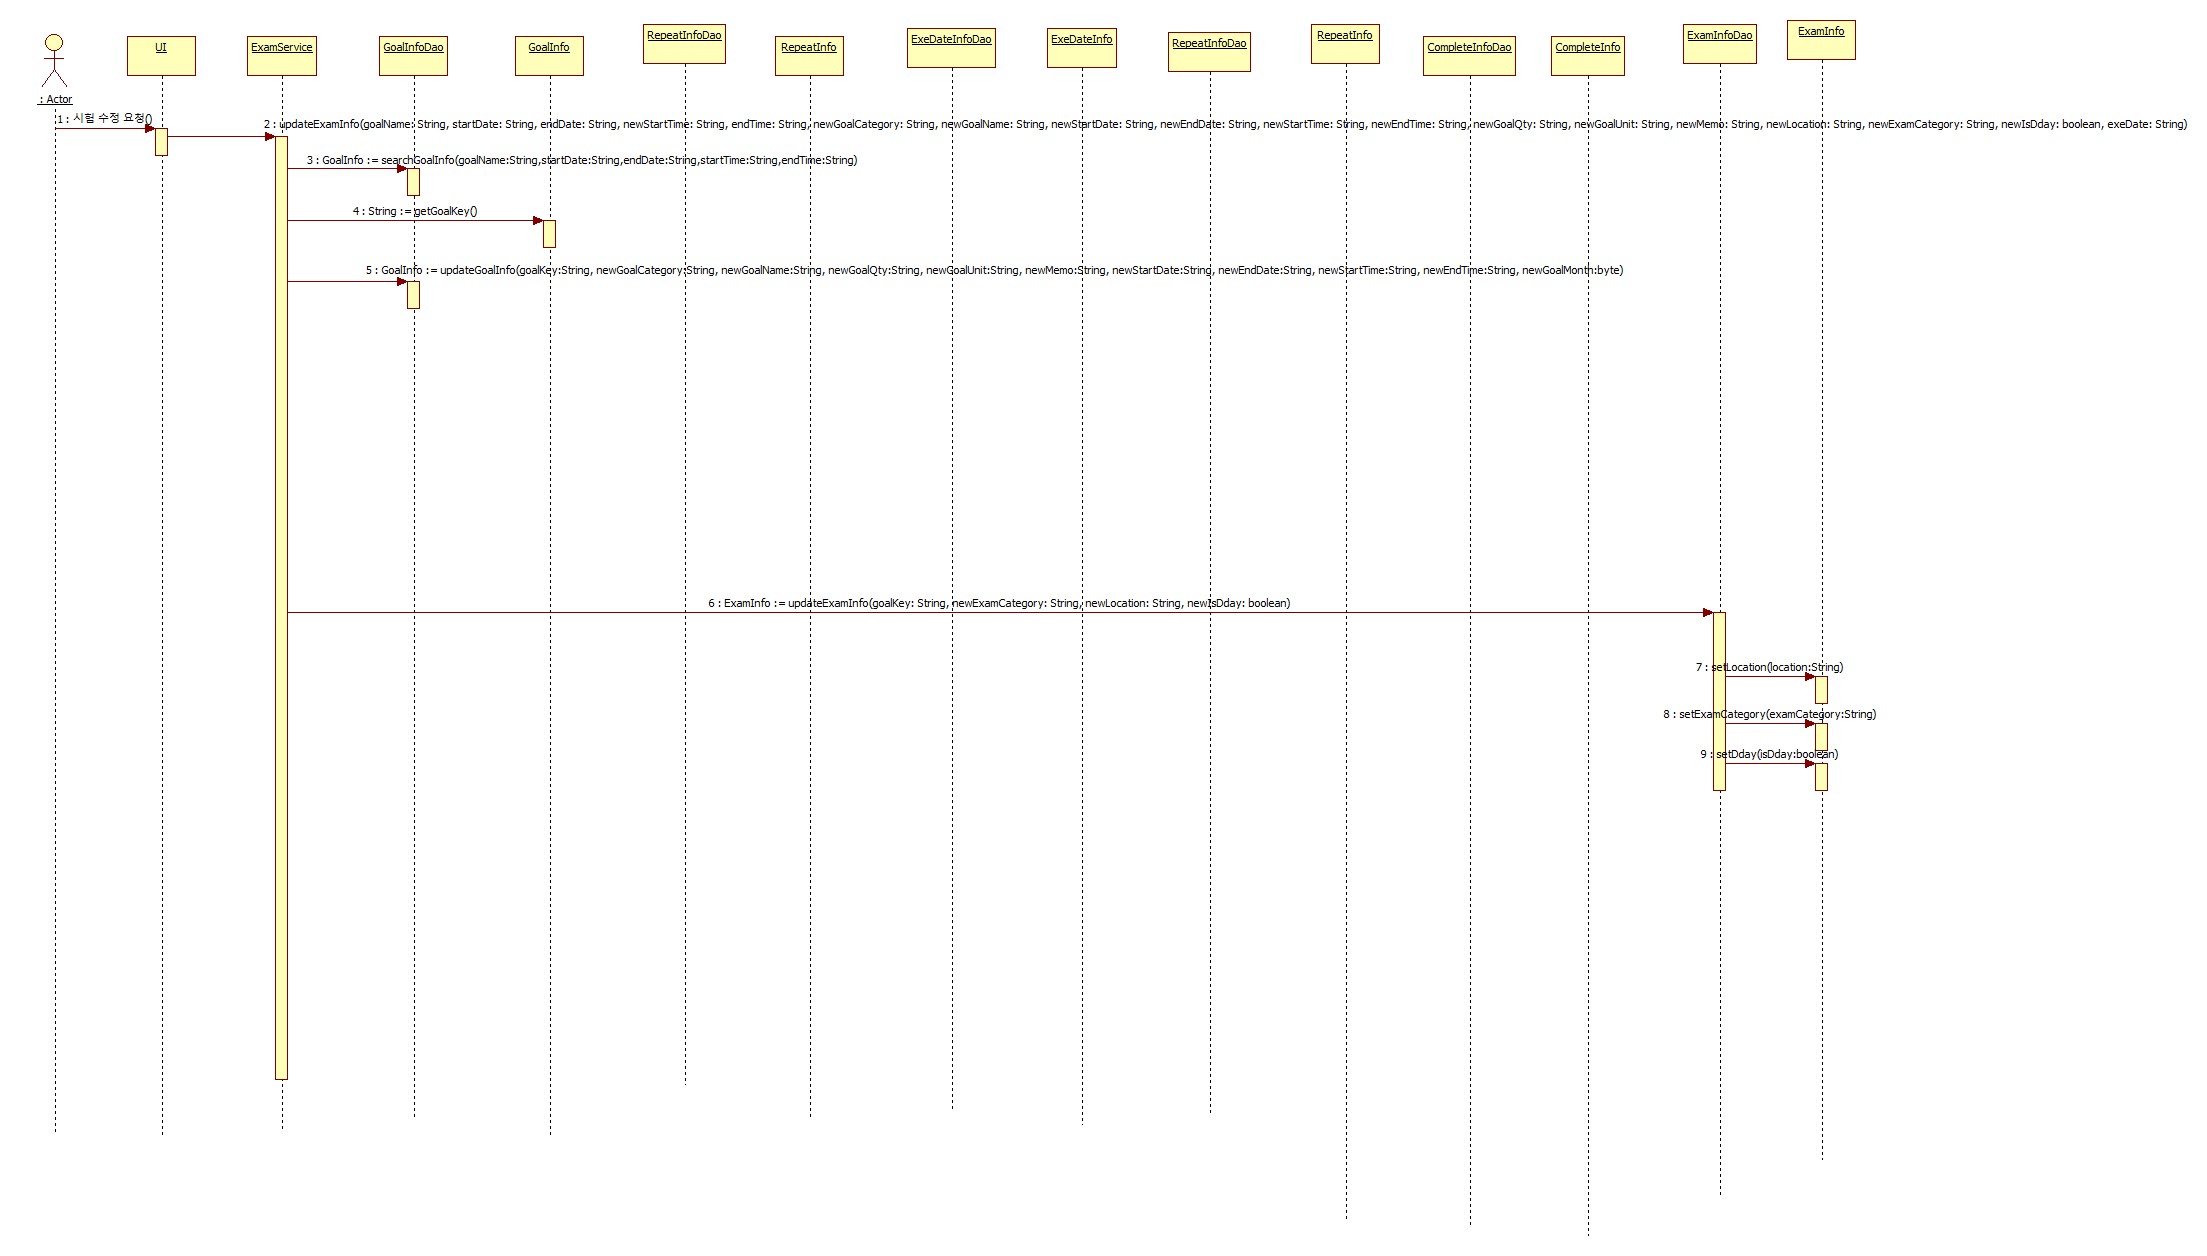 : Actor
UI
ExamService
GoalInfoDao
GoalInfo
RepeatInfoDao
RepeatInfo
ExeDateInfoDao
ExeDateInfo
RepeatInfoDao
RepeatInfo
CompleteInfoDao
CompleteInfo
ExamInfoDao
ExamInfo
1 : 시험 수정 요청()
2 : updateExamInfo(goalName: String, startDate: String, endDate: String, newStartTime: String, endTime: String, newGoalCategory: String, newGoalName: String, newStartDate: String, newEndDate: String, newStartTime: String, newEndTime: String, newGoalQty: String, newGoalUnit: String, newMemo: String, newLocation: String, newExamCategory: String, newIsDday: boolean, exeDate: String)
3 : GoalInfo := searchGoalInfo(goalName:String,startDate:String,endDate:String,startTime:String,endTime:String)
4 : String := getGoalKey()
5 : GoalInfo := updateGoalInfo(goalKey:String, newGoalCategory:String, newGoalName:String, newGoalQty:String, newGoalUnit:String, newMemo:String, newStartDate:String, newEndDate:String, newStartTime:String, newEndTime:String, newGoalMonth:byte)
6 : ExamInfo := updateExamInfo(goalKey: String, newExamCategory: String, newLocation: String, newIsDday: boolean)
7 : setLocation(location:String)
8 : setExamCategory(examCategory:String)
9 : setDday(isDday:boolean)